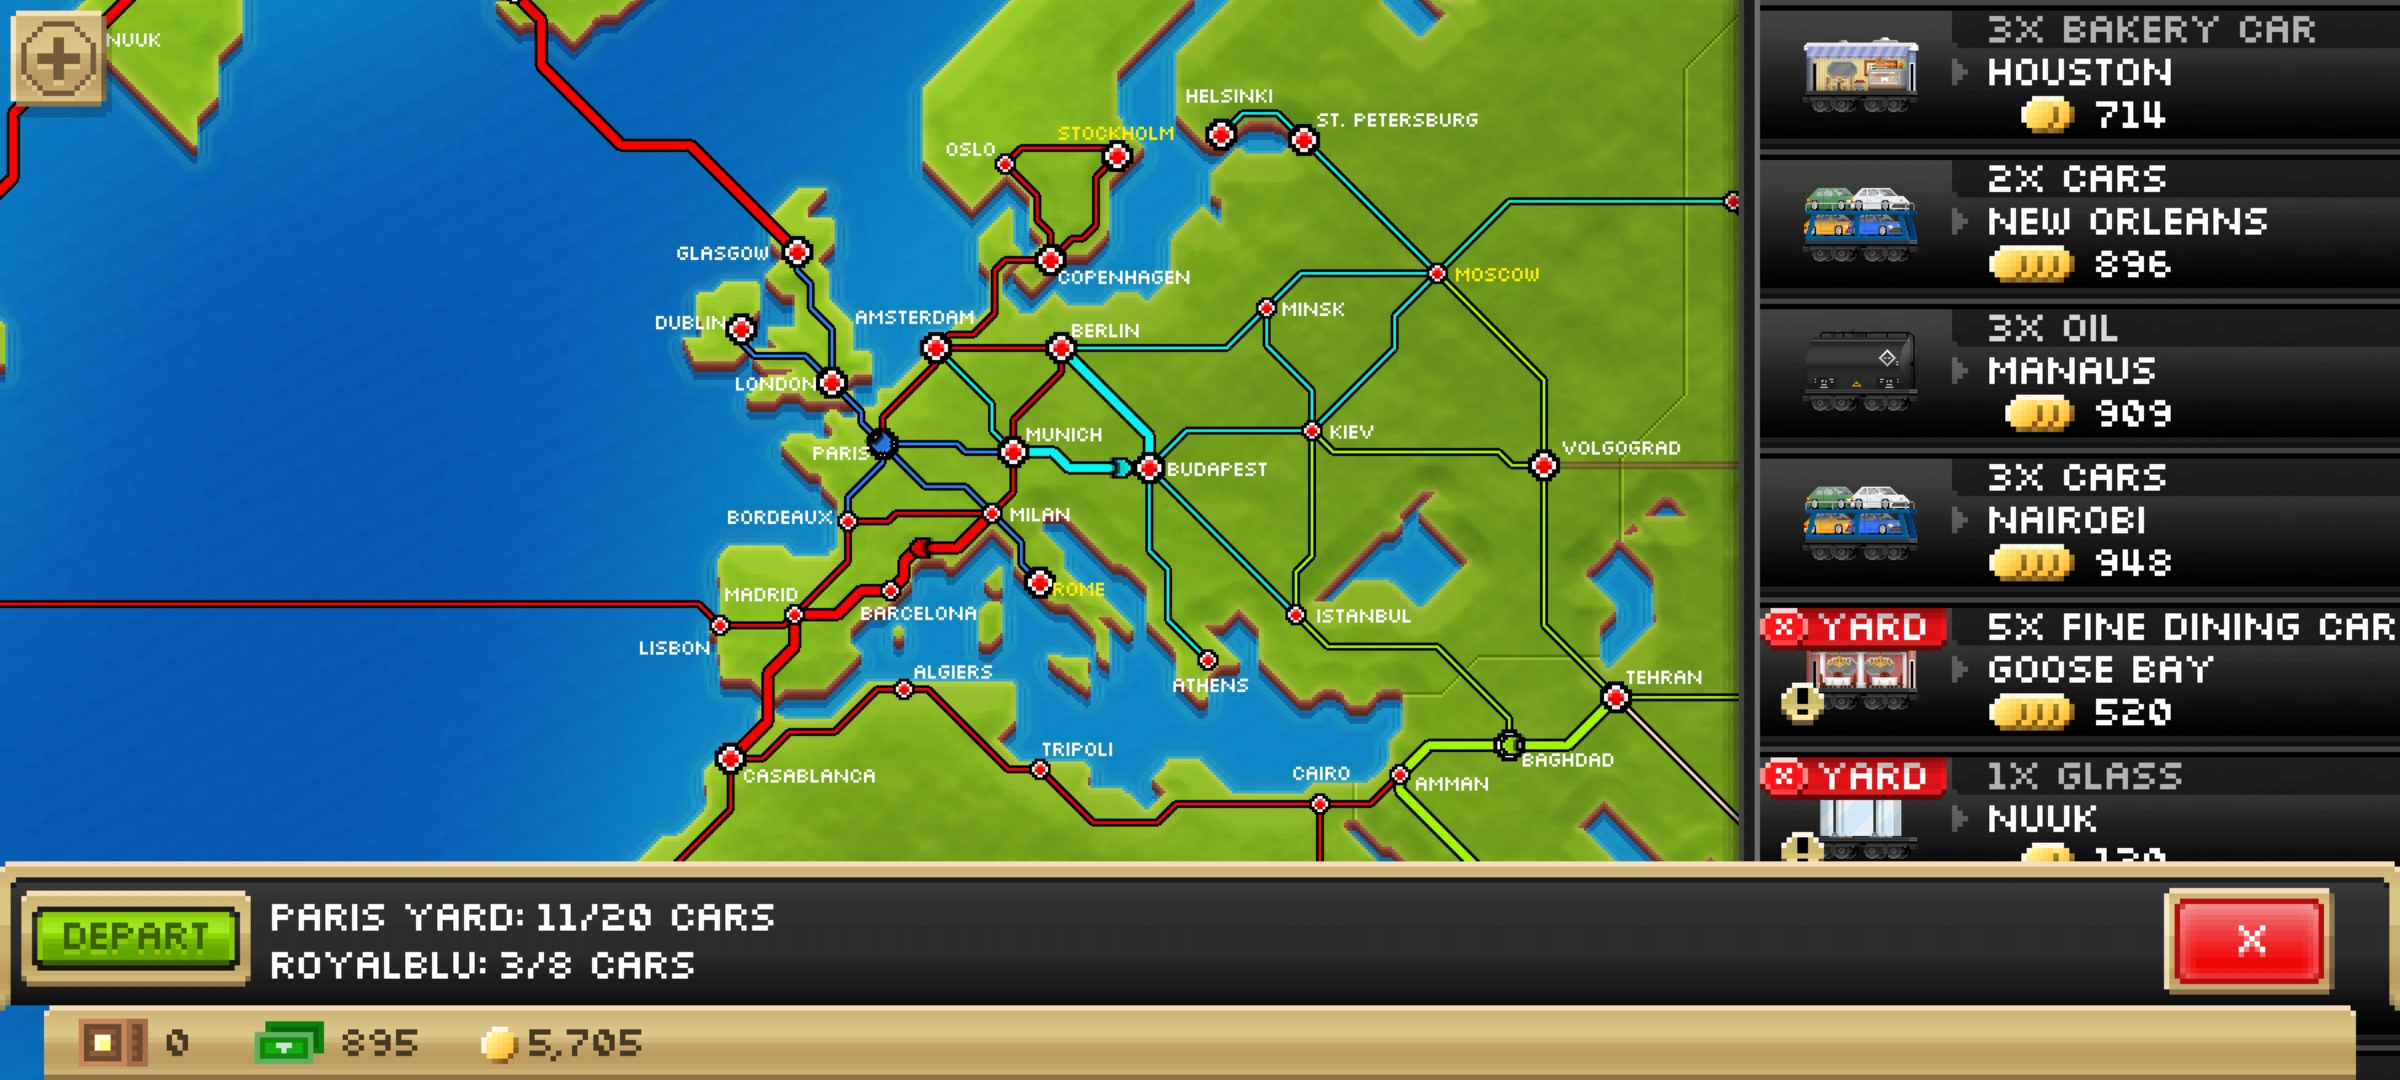 NUUK
HELSINKI
ST. PETERSBURG
STOCKHOLM
OSLO
GLASGOW
COPENHAGEN
MOSCOW
MINSK
DUBLIN
AMSTERDAM
BERLIN
LONDON
PARIS
MUNICH
KIEV
VOLGOGRAD
BUDAPEST
BORDEAUX
MILAN
MADRID
BARCELONA
ROME
ISTANBUL
LISBON
ALGIERS
ATHENS
TEHRAN
CASABLANCA
TRIPOLI
CAIRO
AMMAN
BAGHDAD
3X BAKERY CAR
HOUSTON
714
2X CARS
NEW ORLEANS
896
3X OIL
MANAUS
909
3X CARS
NAIROBI
948
X YARD
5X FINE DINING CAR
GOOSE BAY
520
X YARD
1X GLASS
NUUK
DEPART
PARIS YARD: 11/20 CARS
ROYALBLU: 3/8 CARS
X
0
895
5,705